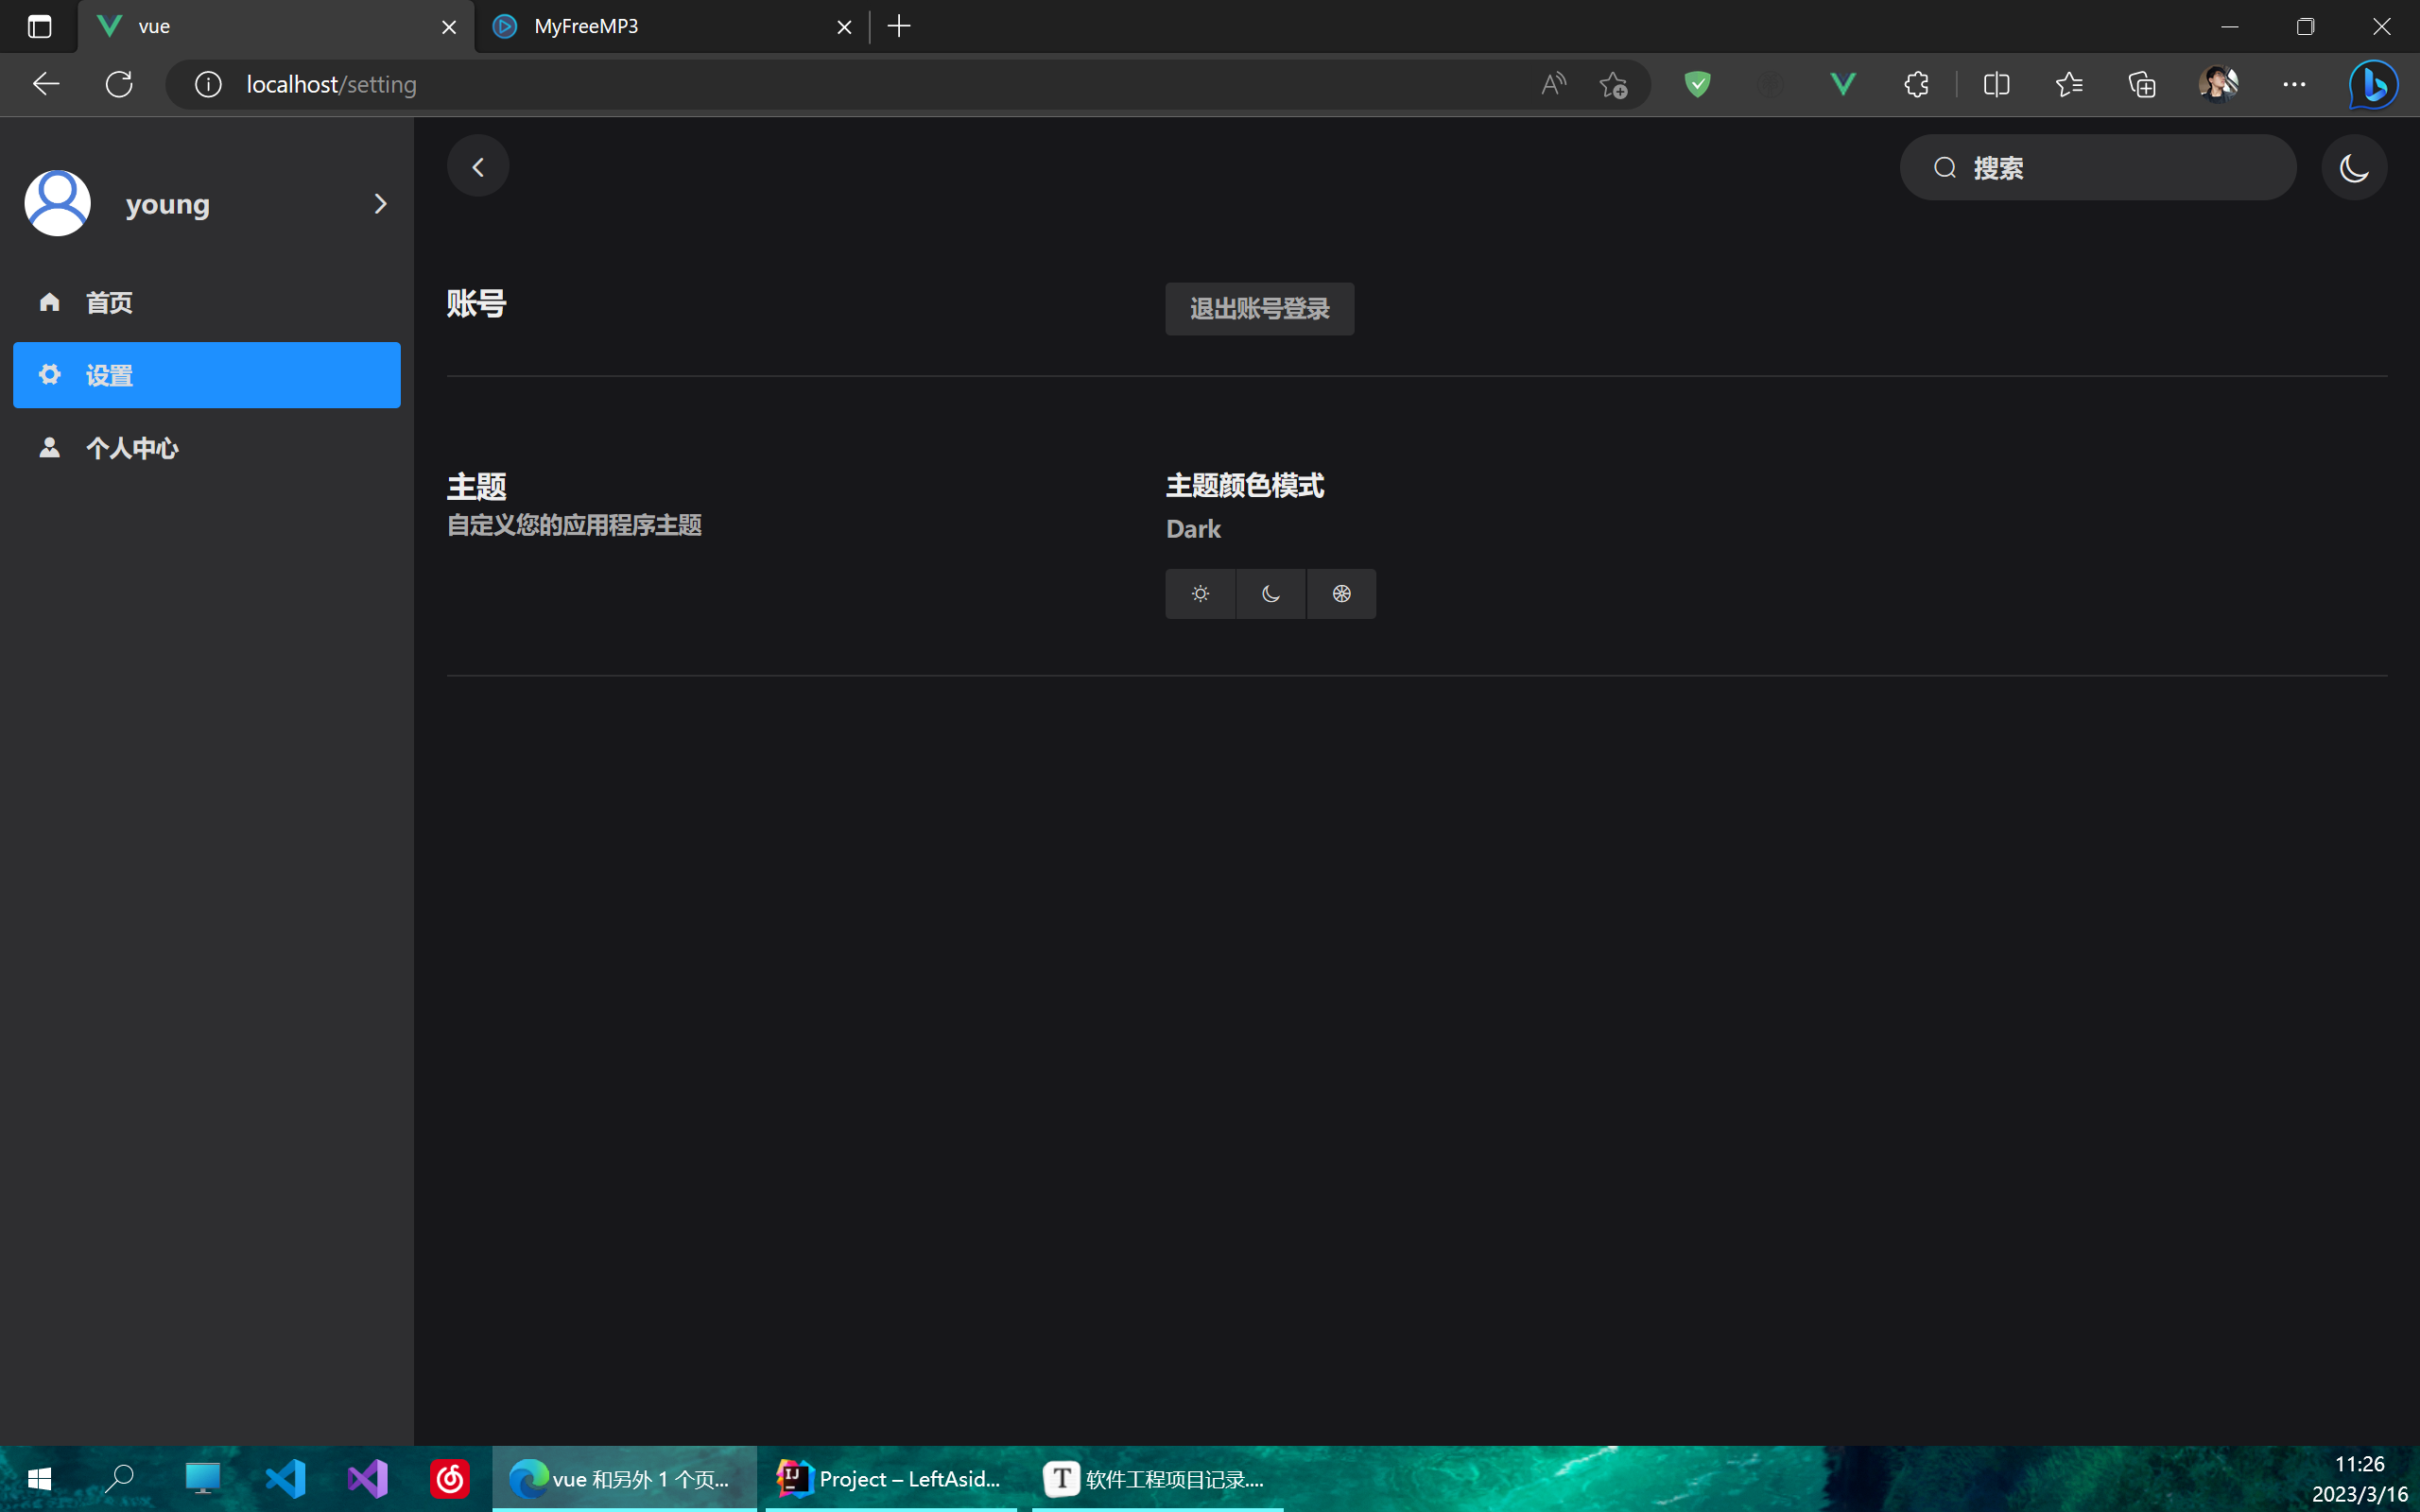 vue
MyFreeMP3
localhost/setting
young
搜索
首页
设置
个人中心
账号
退出账号登录
主题
自定义您的应用程序主题
主题颜色模式
Dark
vue 和另外 1 个页...
Project – LeftAsid...
软件工程项目记录....
11:26
2023/3/16